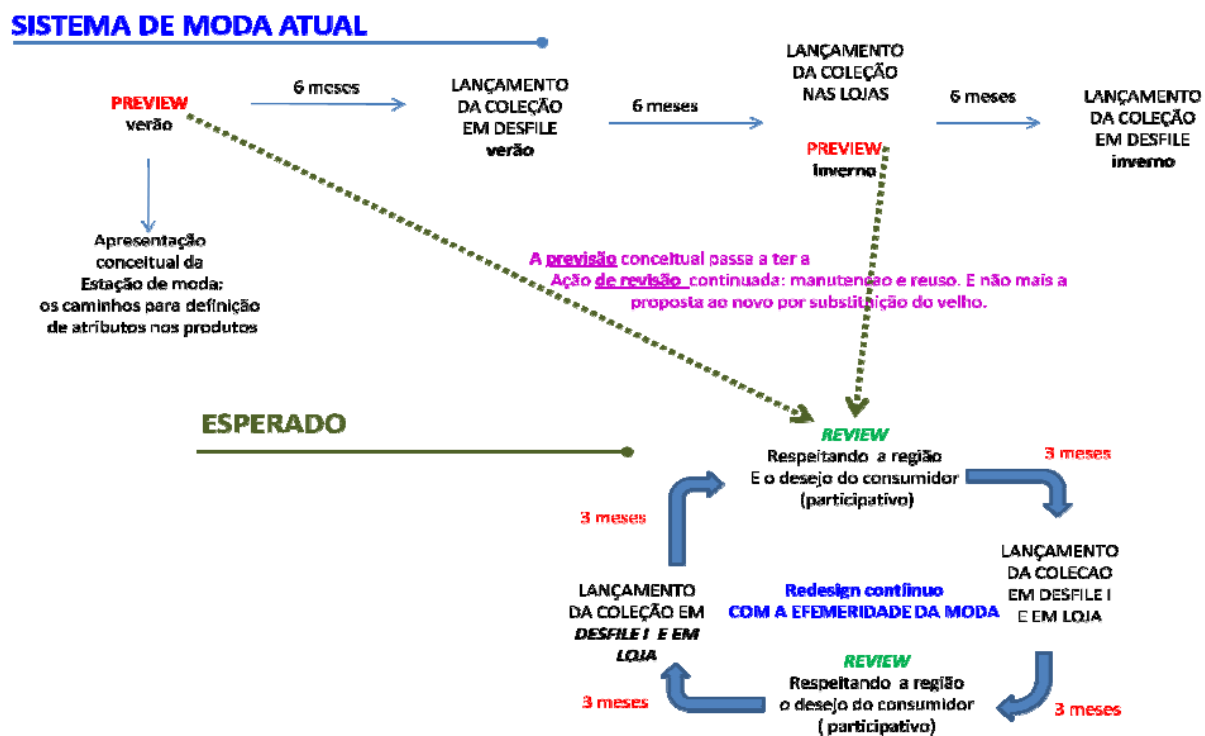 SISTEMA DE MODA ATUAL
PREVIEW
verão
6 meses
LANÇAMENTO
DA COLEÇÃO
EM DESFILE
verão
6 meses
LANÇAMENTO
DA COLEÇÃO
NAS LOJAS
PREVIEW
inverno
6 meses
LANÇAMENTO
DA COLEÇÃO
EM DESFILE
inverno
Apresentação
conceitual da
Estação de moda:
os caminhos para definição
de atributos nos produtos
A previsão conceitual passa a ter a
Ação de revisão continuada: manutencao e reuso. E não mais a
proposta ao novo por substituição do velho.
ESPERADO
REVIEW
Respeitando a região
E o desejo do consumidor
(participativo)
3 meses
LANÇAMENTO
DA COLECAO
EM DESFILE I
E EM LOJA
3 meses
REVIEW
Respeitando a região
o desejo do consumidor
( participativo)
3 meses
LANÇAMENTO
DA COLEÇÃO EM
DESFILE I E EM
LOJA
3 meses
Redesign contínuo
COM A EFEMERIDADE DA MODA